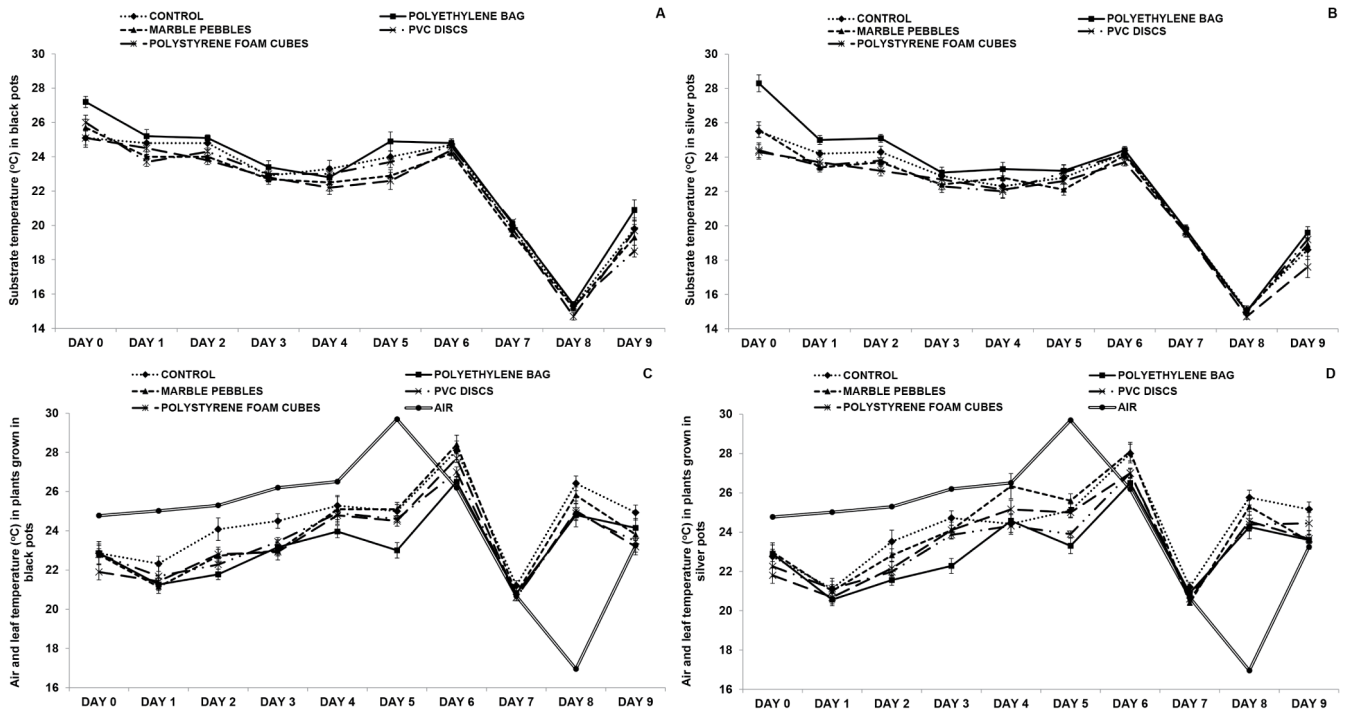 CONTROL POLYETHYLENE BAG A
MARBLE PEBBLES PVC DISCS
POLYSTYRENE FOAM CUBES
Substrate temperature (°C) in black pots
30
28
26
24
22
20
18
16
14
DAY 0 DAY 1 DAY 2 DAY 3 DAY 4 DAY 5 DAY 6 DAY 7 DAY 8 DAY 9
CONTROL POLYETHYLENE BAG B
MARBLE PEBBLES PVC DISCS
POLYSTYRENE FOAM CUBES
Substrate temperature (°C) in silver pots
30
28
26
24
22
20
18
16
14
DAY 0 DAY 1 DAY 2 DAY 3 DAY 4 DAY 5 DAY 6 DAY 7 DAY 8 DAY 9
CONTROL POLYETHYLENE BAG C
MARBLE PEBBLES PVC DISCS
POLYSTYRENE FOAM CUBES AIR
Air and leaf temperature (°C) in plants grown in
black pots
30
28
26
24
22
20
18
16
DAY 0 DAY 1 DAY 2 DAY 3 DAY 4 DAY 5 DAY 6 DAY 7 DAY 8 DAY 9
CONTROL POLYETHYLENE BAG D
MARBLE PEBBLES PVC DISCS
POLYSTYRENE FOAM CUBES AIR
Air and leaf temperature (°C) in plants grown in
silver pots
30
28
26
24
22
20
18
16
DAY 0 DAY 1 DAY 2 DAY 3 DAY 4 DAY 5 DAY 6 DAY 7 DAY 8 DAY 9